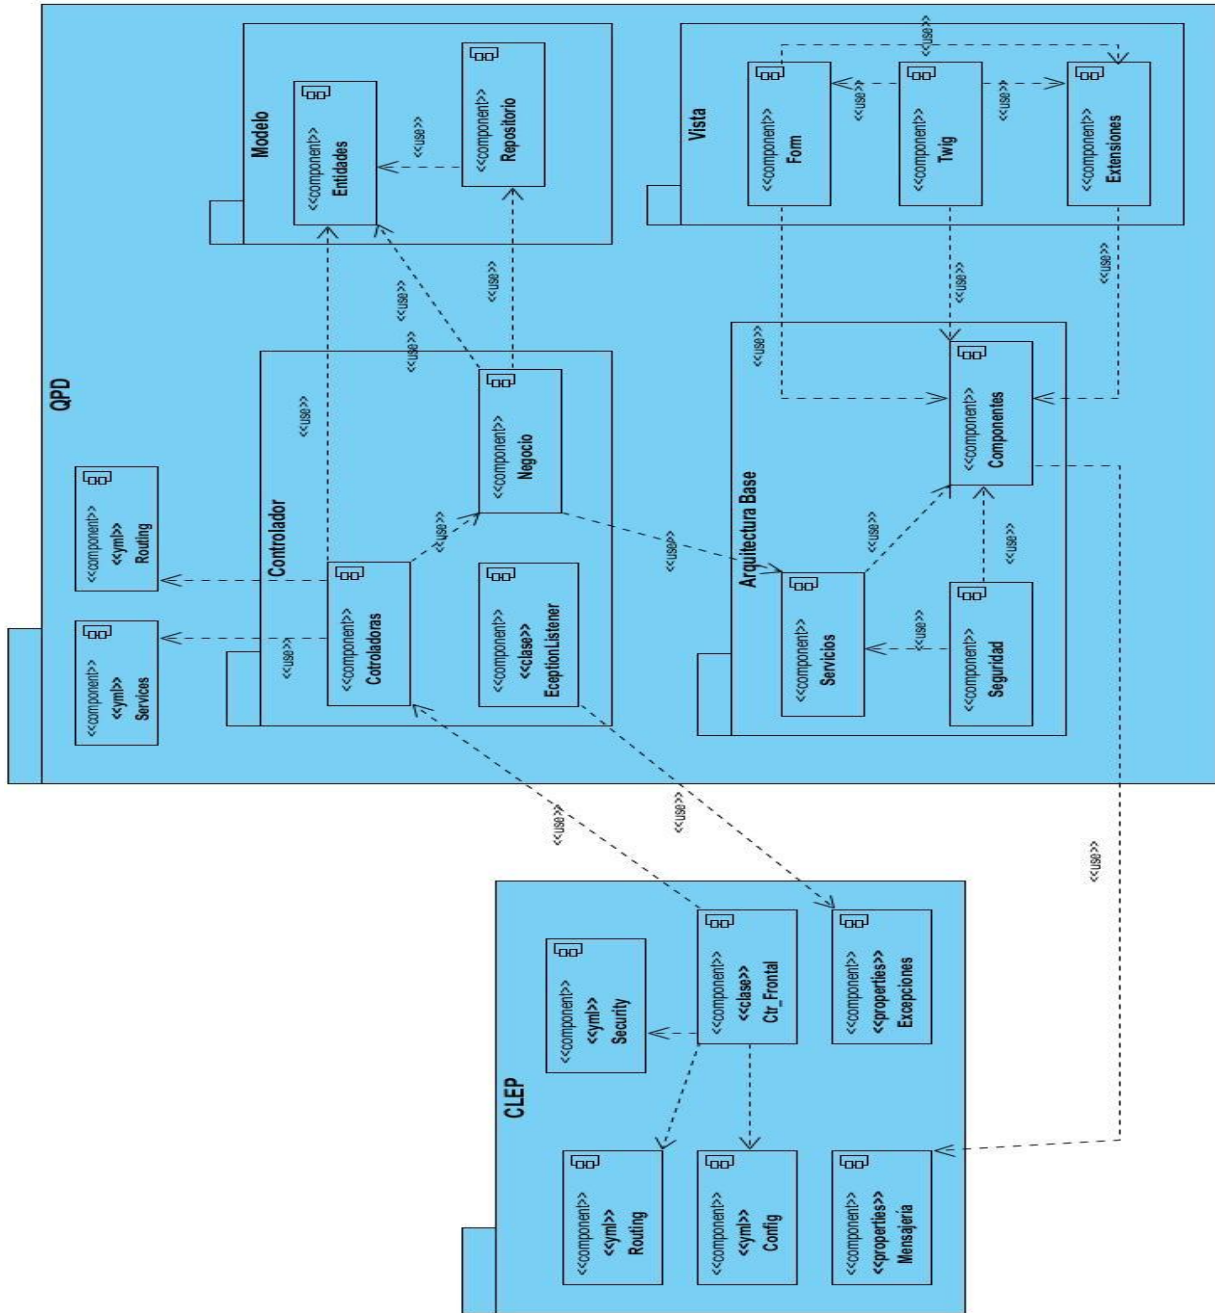 QPD
<<component>>
<<yml>>
Services
<<component>>
<<yml>>
Routing
Controlador
<<component>>
Cotroladoras
<<component>>
<<clase>>
EceptionListener
<<component>>
Negocio
<<use>>
<<use>>
<<use>>
<<use>>
<<use>>
Modelo
<<component>>
Entidades
<<component>>
Repositorio
<<use>>
<<use>>
<<use>>
Arquitectura Base
<<component>>
Servicios
<<component>>
Seguridad
<<component>>
Componentes
<<use>>
<<use>>
<<use>>
<<use>>
<<use>>
<<use>>
Vista
<<component>>
Form
<<component>>
Twig
<<component>>
Extensiones
<<use>>
<<use>>
<<use>>
CLEP
<<component>>
<<yml>>
Routing
<<component>>
<<yml>>
Security
<<component>>
<<yml>>
Config
<<component>>
<<clase>>
Ctr_Frontal
<<component>>
<<properties>>
Mensajería
<<component>>
<<properties>>
Excepciones
<<use>>
<<use>>
<<use>>